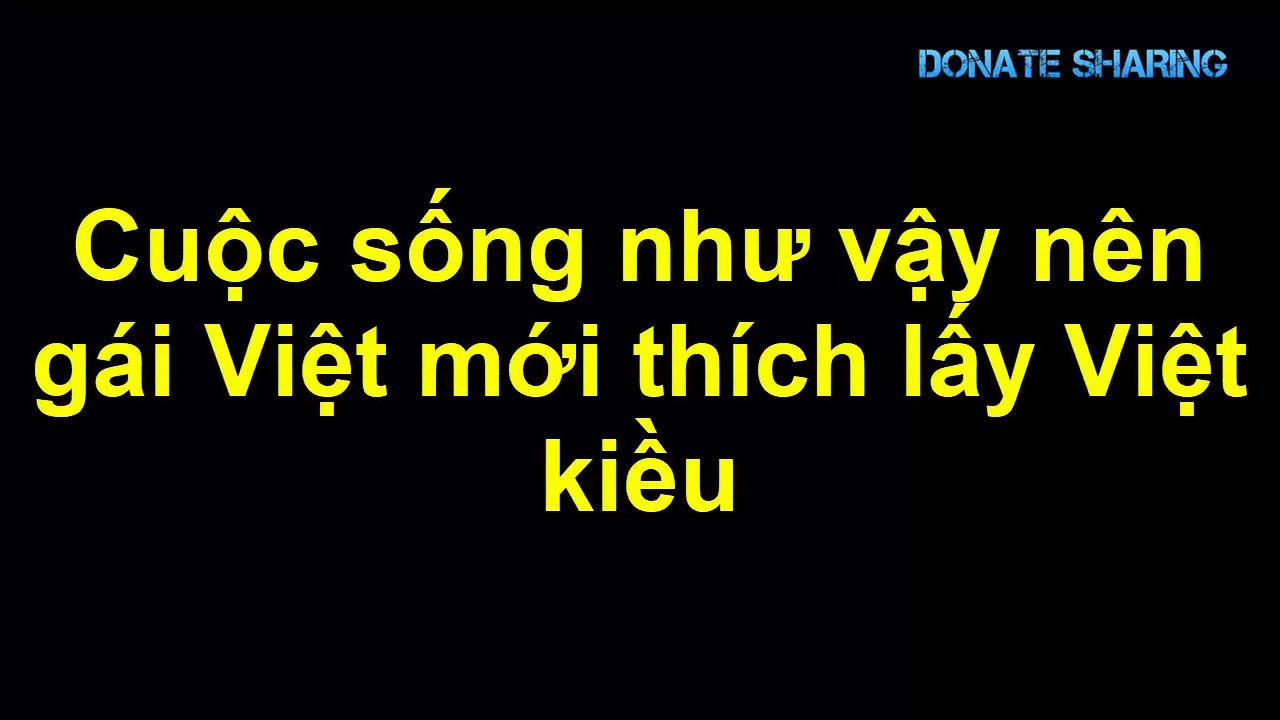 DONATE SHARING
Cuộc sống như vậy nên
gái Việt mới thích lấy Việt
kiều